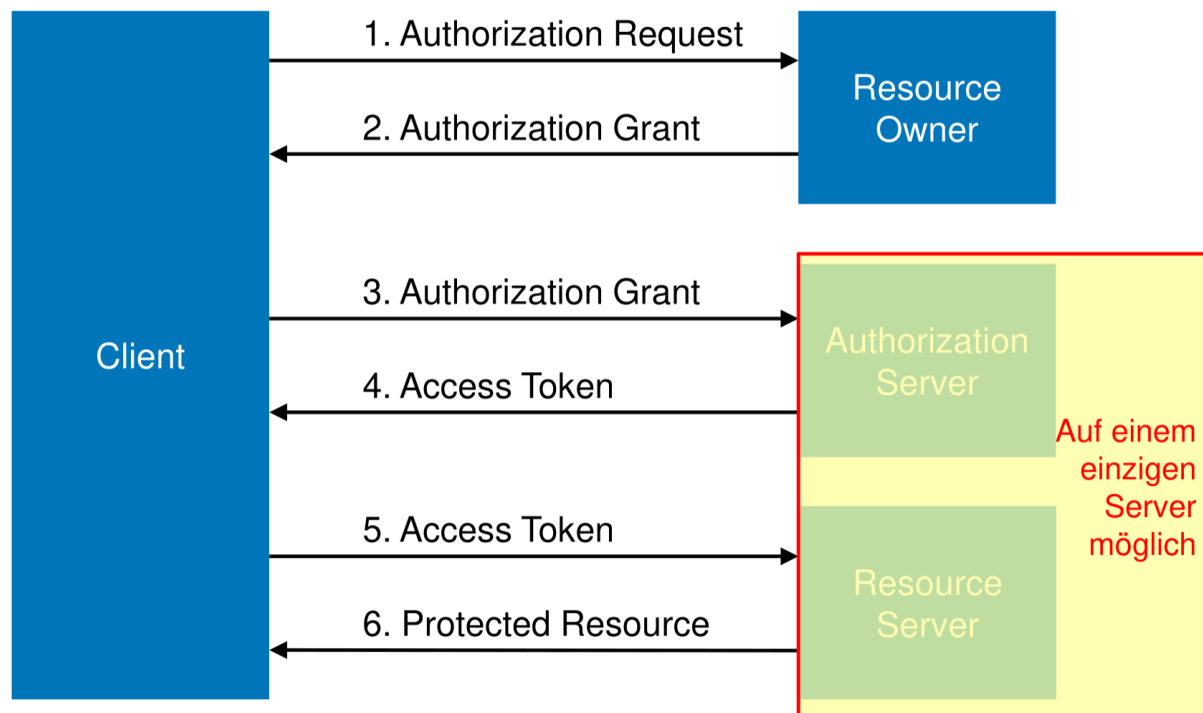 1. Authorization Request
Resource
Owner
2. Authorization Grant
3. Authorization Grant
Client
Authorization
Server
4. Access Token
Auf einem
einzigen
Server
möglich
5. Access Token
Resource
Server
6. Protected Resource